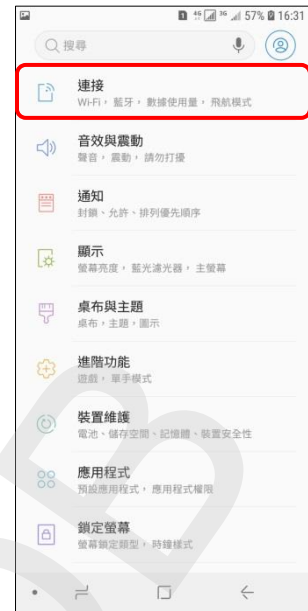 1 4G 3G 57% 16:31
搜尋
連接
Wi-Fi， 藍牙， 數據使用量， 飛航模式
音效與震動
聲音， 震動， 請勿打擾
通知
封鎖、允許、排列優先順序
顯示
螢幕亮度， 藍光濾光器， 主螢幕
桌布與主題
桌布，主題，圖示
進階功能
遊戲， 單手模式
裝置維護
電池、儲存空間、記憶體、裝置安全性
應用程式
預設應用程式， 應用程式權限
鎖定螢幕
螢幕鎖定類型， 時鐘樣式